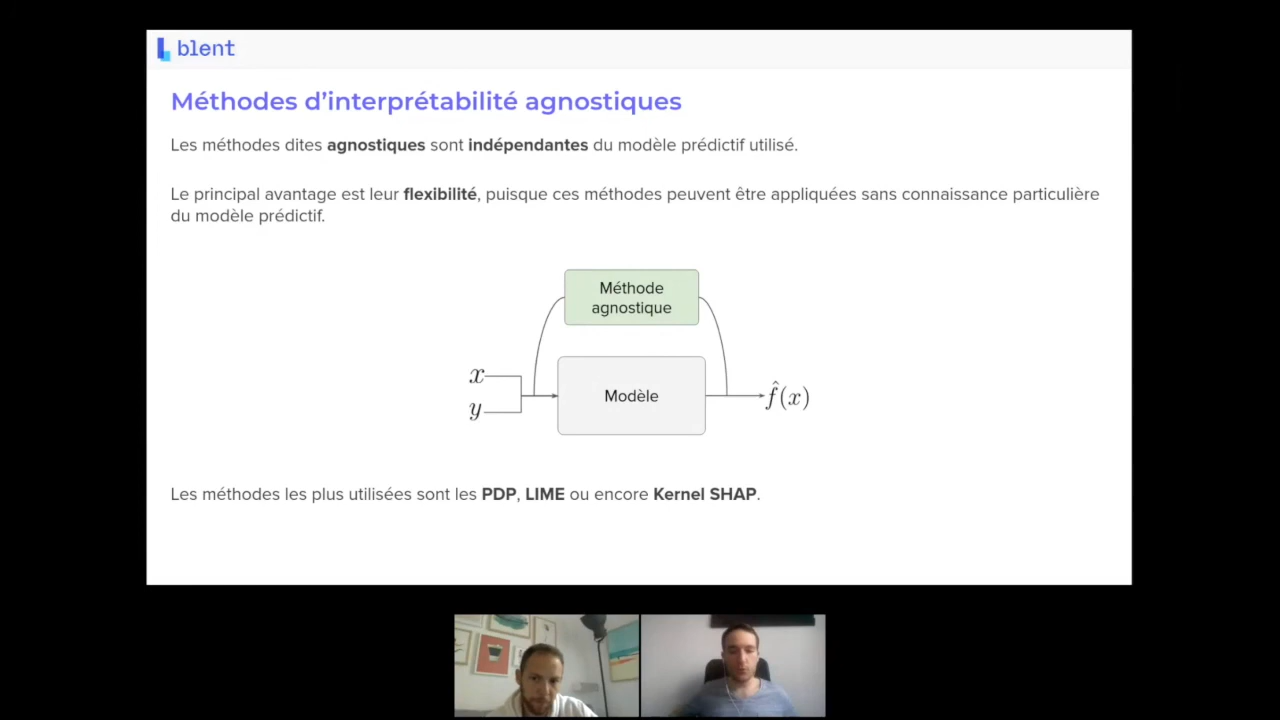 blent
Méthodes d’interprétabilité agnostiques
Les méthodes dites agnostiques sont indépendantes du modèle prédictif utilisé.
Le principal avantage est leur flexibilité, puisque ces méthodes peuvent être appliquées sans connaissance particulière
du modèle prédictif.
Méthode
agnostique
x
y
Modèle
f̂(x)
Les méthodes les plus utilisées sont les PDP, LIME ou encore Kernel SHAP.